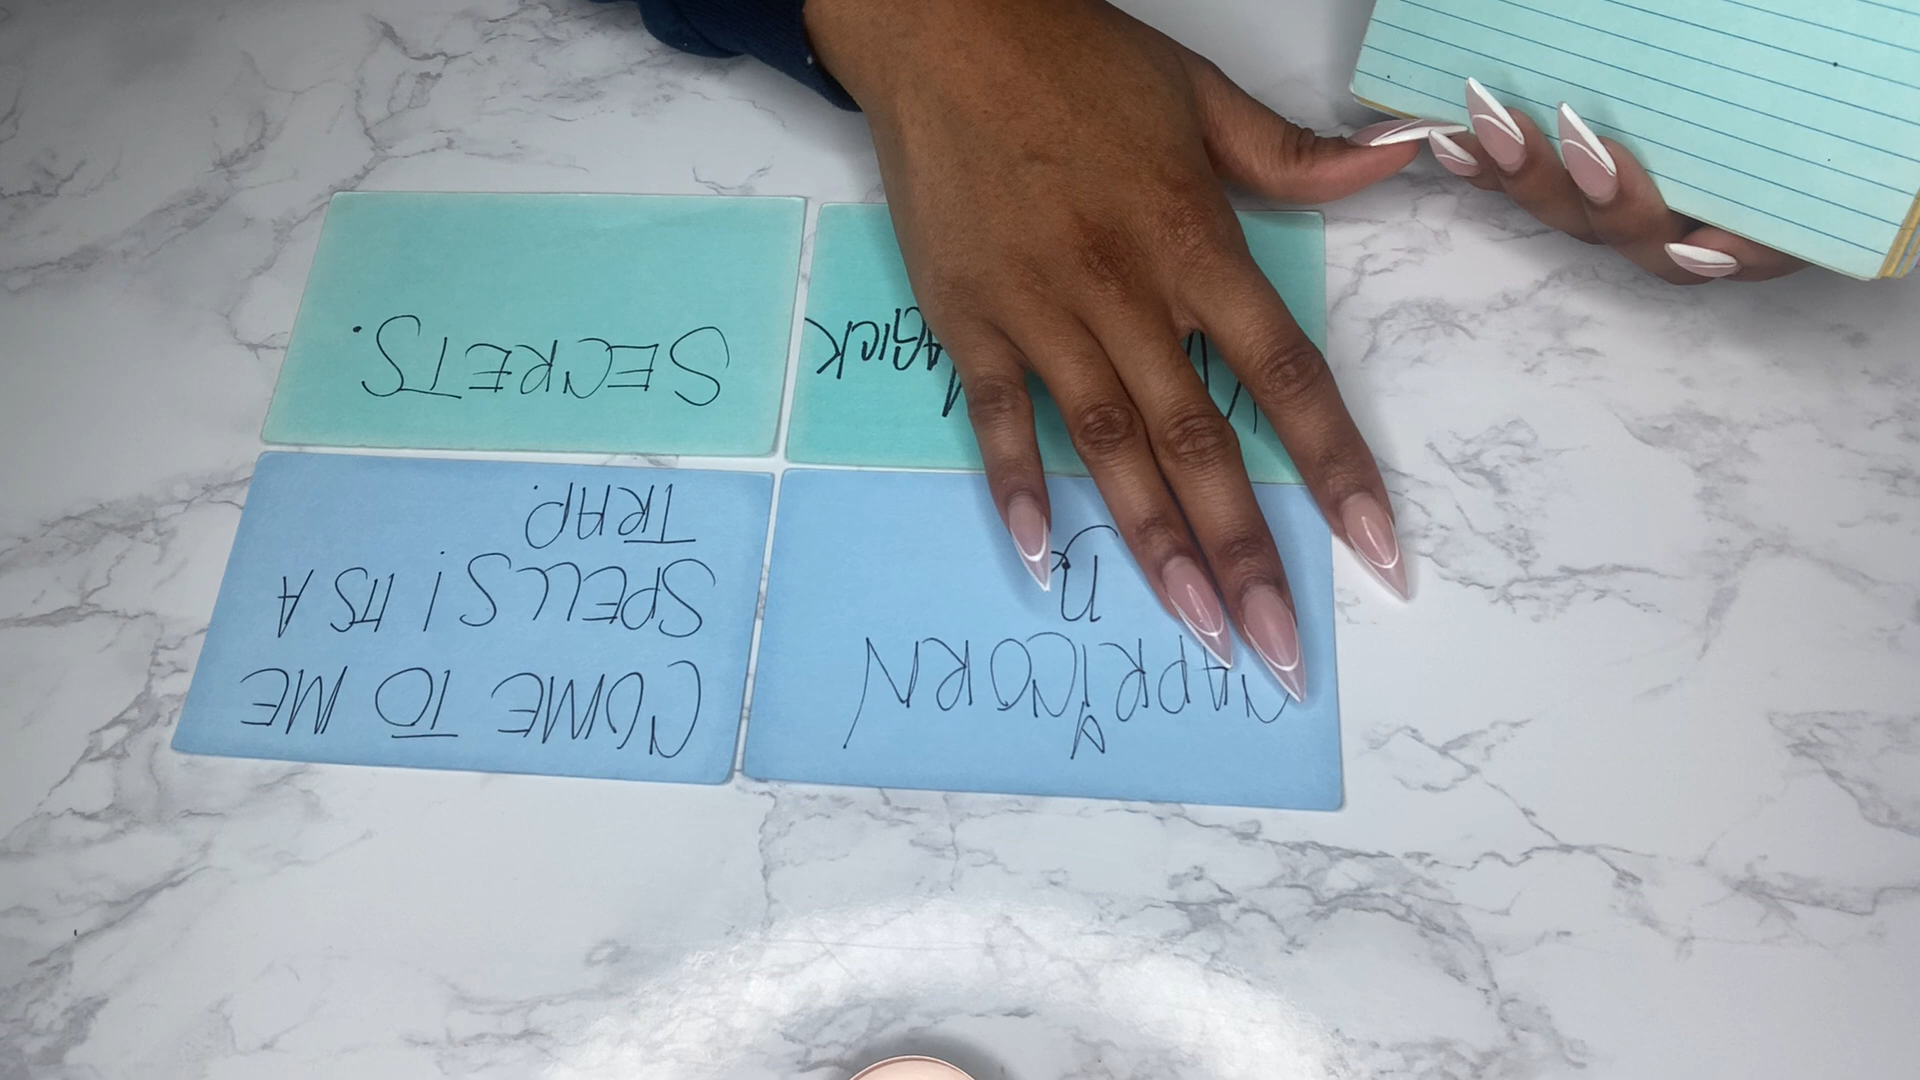 CAPRICORN
COME TO ME
SPELLS! ITS A
TRAP.
MAGICK
SECRETS.